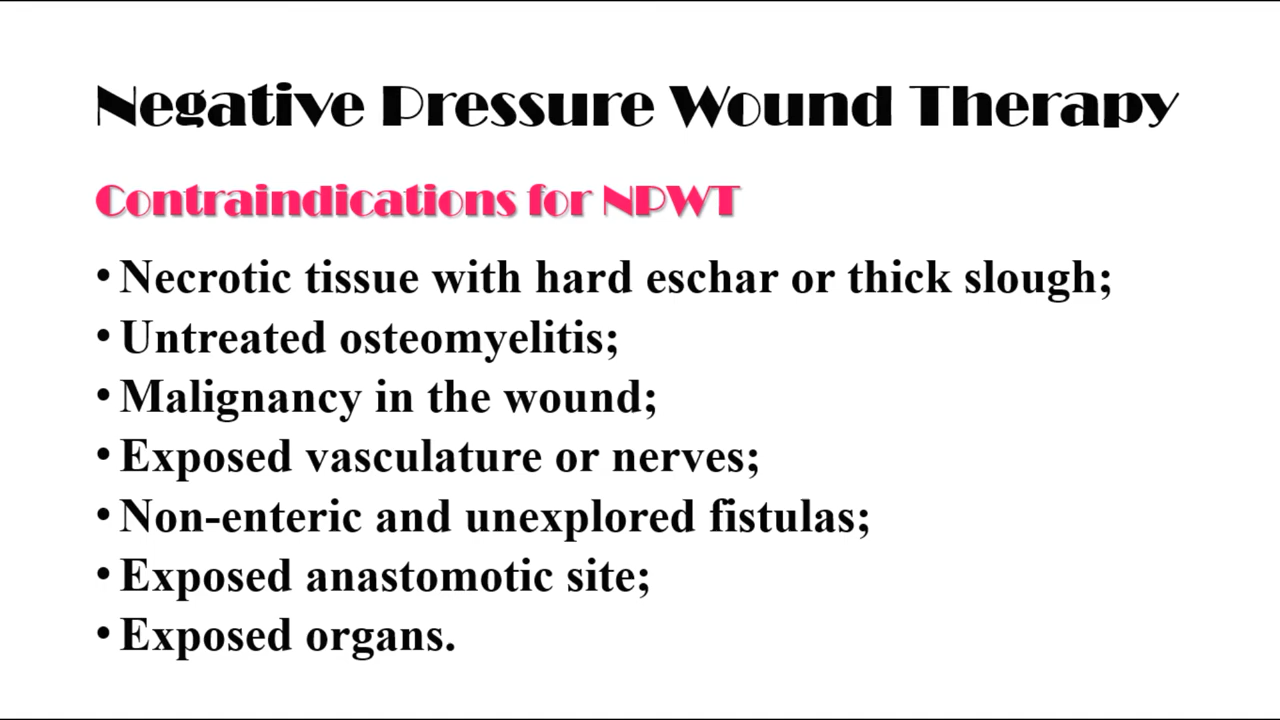 Negative Pressure Wound Therapy
Contraindications for NPWT
• Necrotic tissue with hard eschar or thick slough;
• Untreated osteomyelitis;
• Malignancy in the wound;
• Exposed vasculature or nerves;
• Non-enteric and unexplored fistulas;
• Exposed anastomotic site;
• Exposed organs.